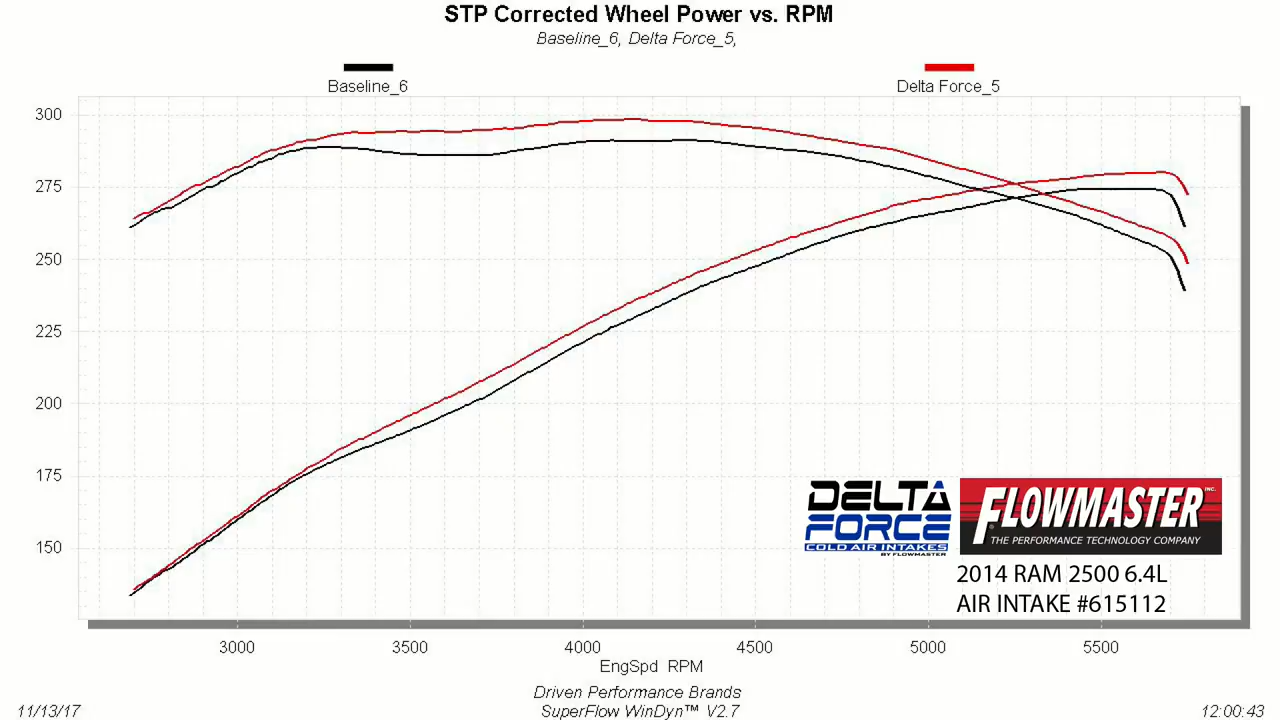 STP Corrected Wheel Power vs. RPM
Baseline_6, Delta Force_5,
Baseline_6
Delta Force_5
300
275
250
225
200
175
150
DELTA
FORCE
COLD AIR INTAKES
BY FLOWMASTER
FLOWMASTER INC.
THE PERFORMANCE TECHNOLOGY COMPANY
2014 RAM 2500 6.4L
AIR INTAKE #615112
3000 3500 4000 4500 5000 5500
EngSpd RPM
Driven Performance Brands
11/13/17 SuperFlow WinDyn™ V2.7 12:00:43